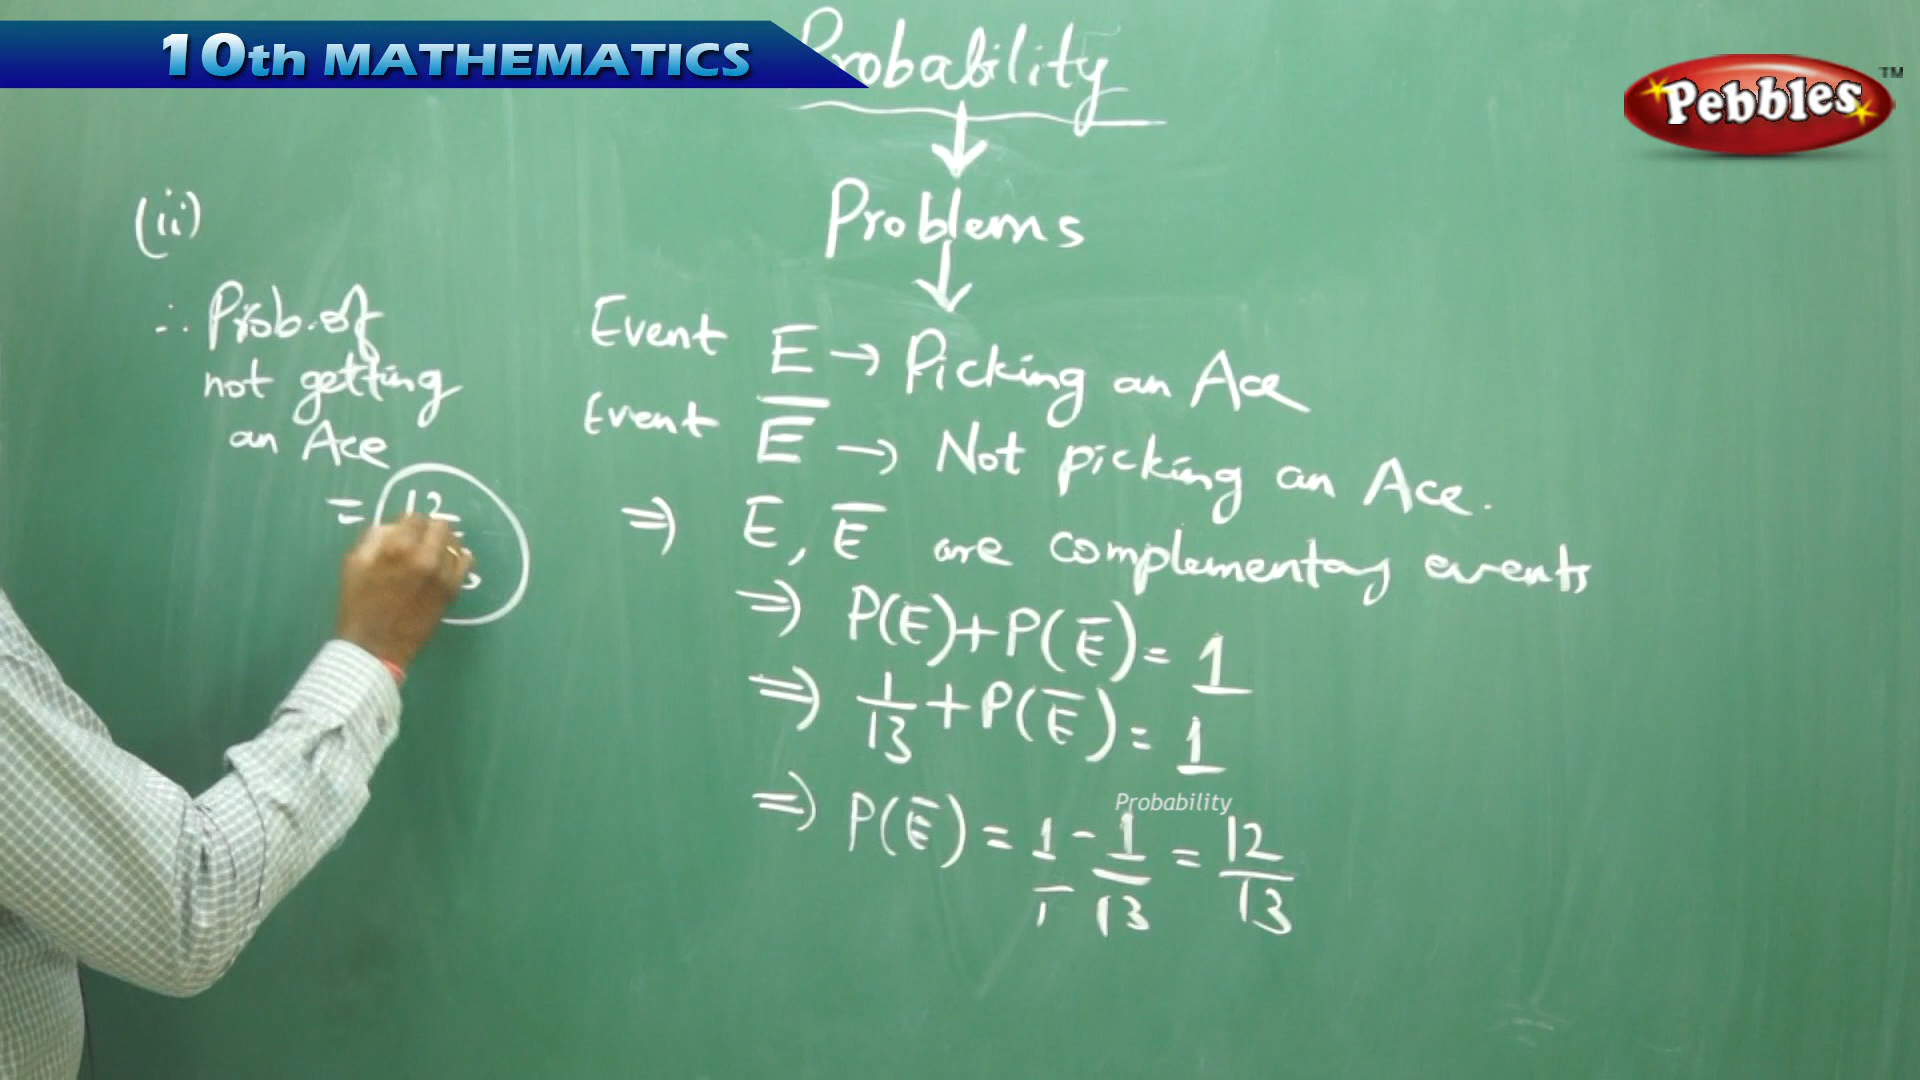 10th MATHEMATICS
Pebbles™
Probability
Problems
(ii)
∴ Prob. of
not getting
an Ace
= 12
Event E → Picking an Ace
Event E̅ → Not picking an Ace.
⇒ E, E̅ are complementary events
⇒ P(E)+P(E̅)= 1
⇒ 1/13 + P(E̅) = 1
Probability
⇒ P(E̅) = 1/1 - 1/13 = 12/13